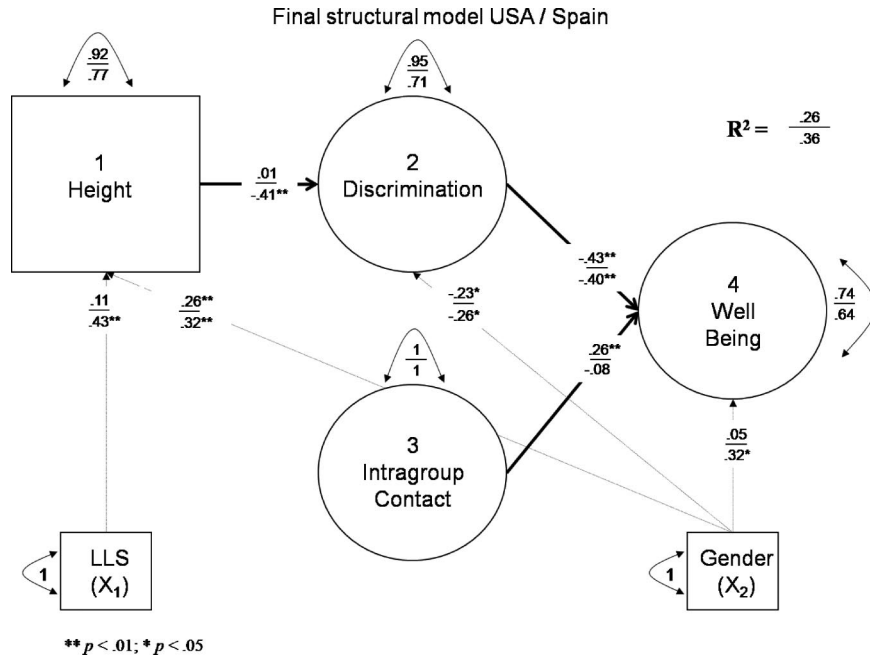 Final structural model USA / Spain
.92
.77
.95
.71
R² = .26
.36
1
Height
.01
-.41**
2
Discrimination
-.43**
-.40**
4
Well
Being
.74
.64
.11
.43**
.26**
.32**
-.23*
-.26*
1
1
.26**
-.08
3
Intragroup
Contact
.05
.32*
1
LLS
(X₁)
1
Gender
(X₂)
** p < .01; * p < .05